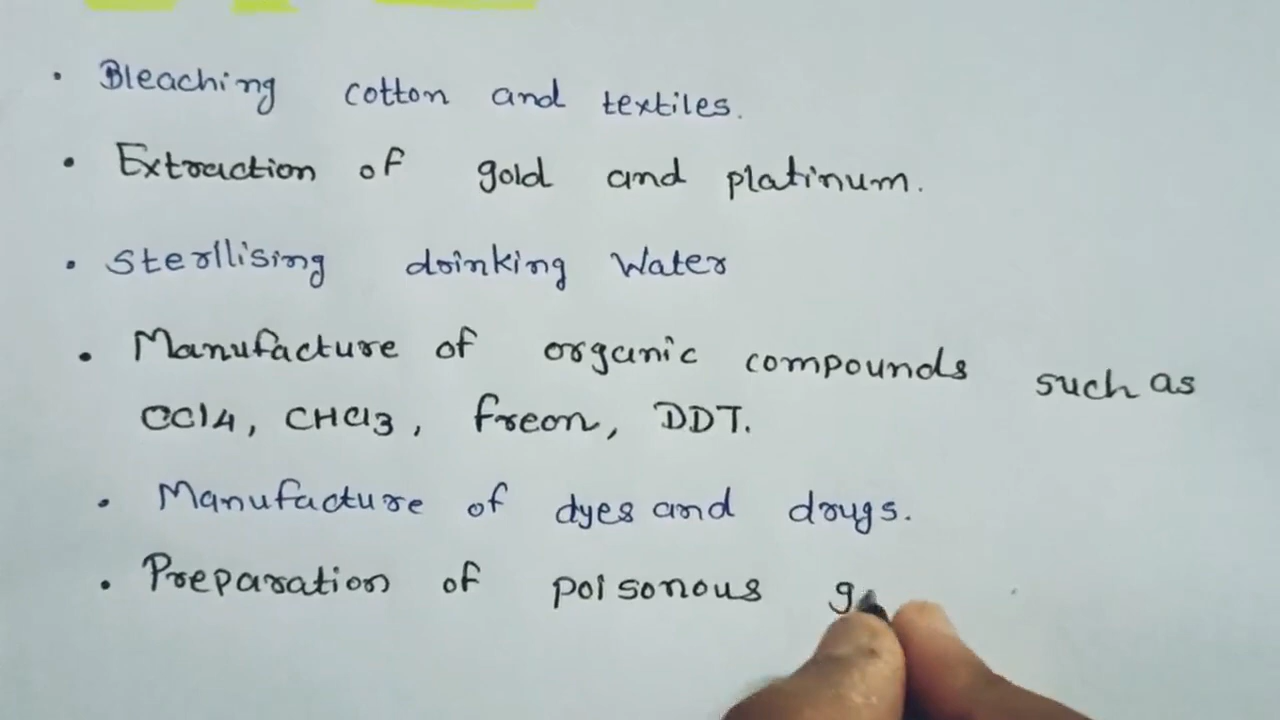 • Bleaching cotton and textiles.
• Extraction of gold and platinum.
• Sterllising drinking Water
• Manufacture of organic compounds such as
CCl4, CHCl3, freon, DDT.
• Manufacture of dyes and drugs.
• Preparation of poisonous g